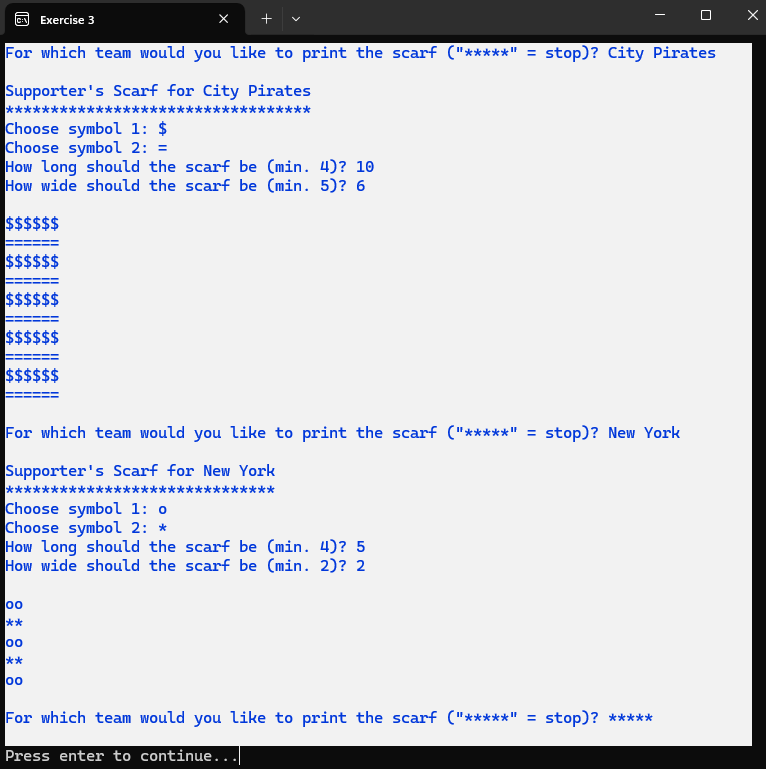 Exercise 3
For which team would you like to print the scarf ("*****" = stop)? City Pirates
Supporter's Scarf for City Pirates
**********************************
Choose symbol 1: $
Choose symbol 2: =
How long should the scarf be (min. 4)? 10
How wide should the scarf be (min. 5)? 6
$$$$$$
======
$$$$$$
======
$$$$$$
======
$$$$$$
======
$$$$$$
======
For which team would you like to print the scarf ("*****" = stop)? New York
Supporter's Scarf for New York
******************************
Choose symbol 1: o
Choose symbol 2: *
How long should the scarf be (min. 4)? 5
How wide should the scarf be (min. 2)? 2
oo
**
oo
**
oo
For which team would you like to print the scarf ("*****" = stop)? *****
Press enter to continue...